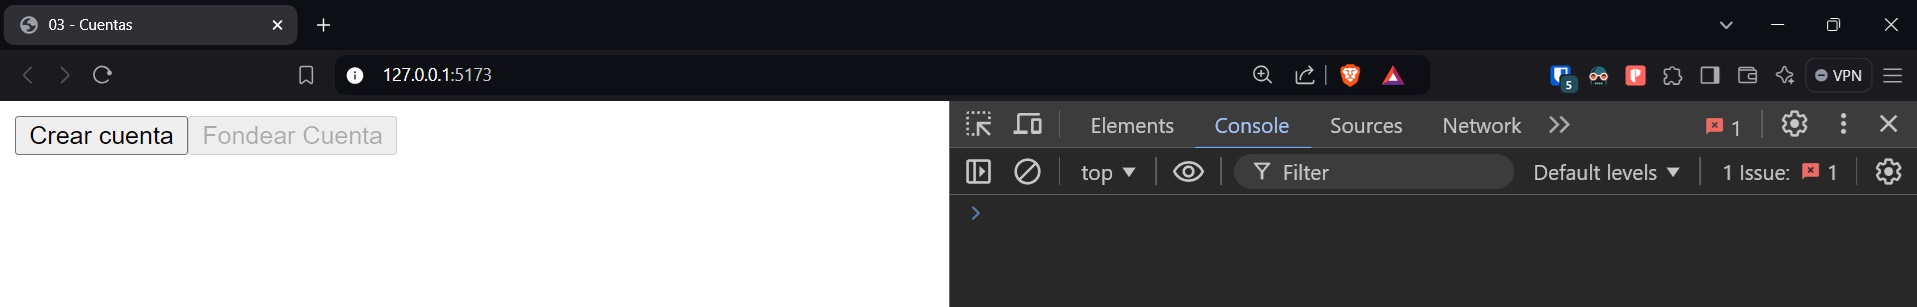 03 - Cuentas
127.0.0.1:5173
5
VPN
Crear cuenta Fondear Cuenta
Elements Console Sources Network 1
top Filter Default levels 1 Issue: 1